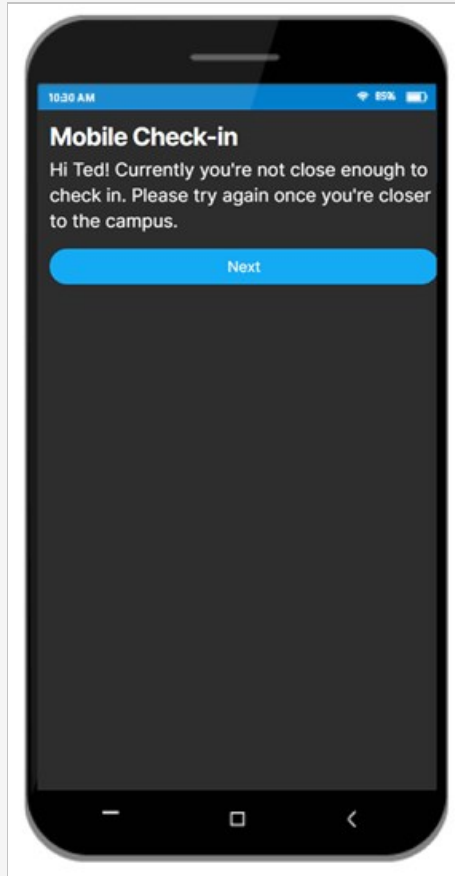 10:30 AM 85%
Mobile Check-in
Hi Ted! Currently you're not close enough to
check in. Please try again once you're closer
to the campus.
Next